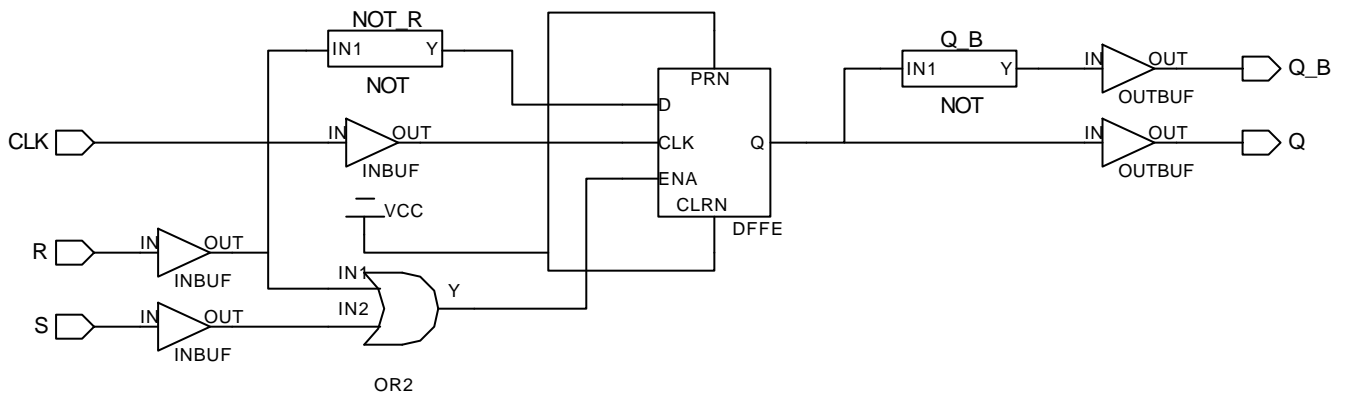 NOT_R
IN1 Y
NOT
Q_B
IN1 Y
NOT
IN OUT
OUTBUF
Q_B
PRN
D
CLK
ENA
CLRN
Q
DFFE
CLK
IN OUT
INBUF
IN OUT
OUTBUF
Q
VCC
R
IN OUT
INBUF
IN1
IN2
Y
OR2
S
IN OUT
INBUF